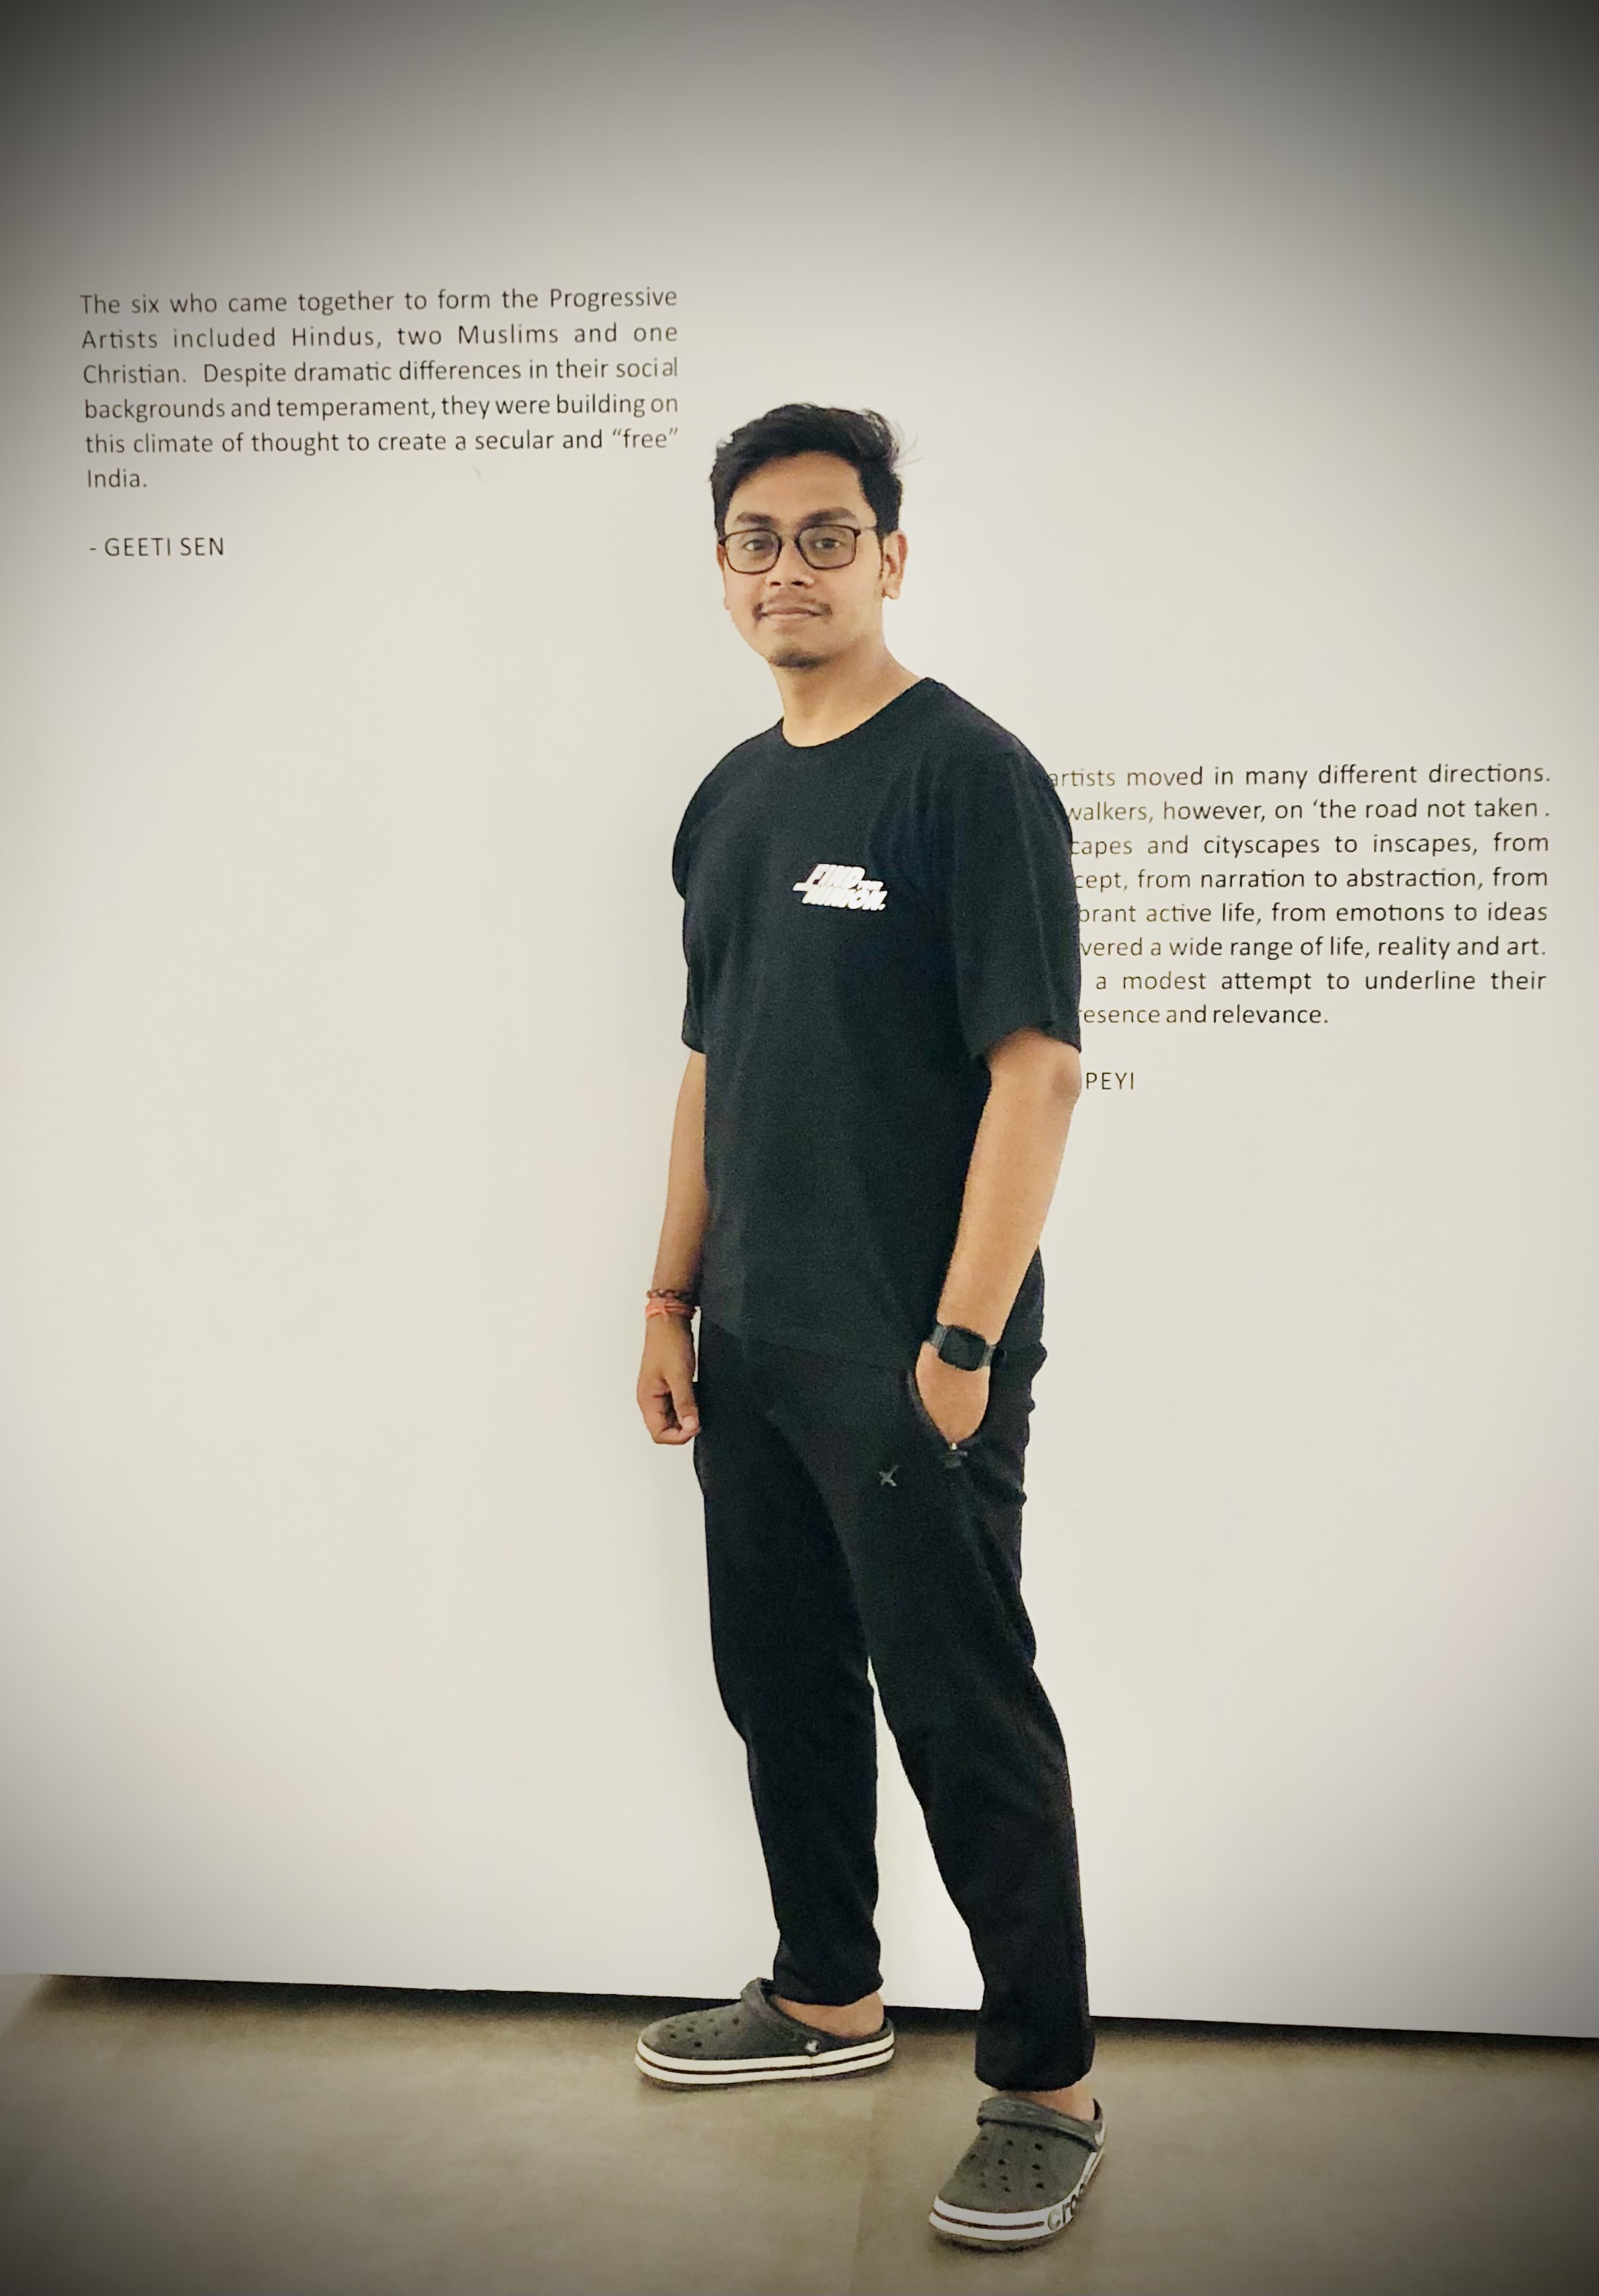 The six who came together to form the Progressive
Artists included Hindus, two Muslims and one
Christian. Despite dramatic differences in their social
backgrounds and temperament, they were building on
this climate of thought to create a secular and “free”
India.
- GEETI SEN
artists moved in many different directions.
walkers, however, on ‘the road not taken .
capes and cityscapes to inscapes, from
cept, from narration to abstraction, from
brant active life, from emotions to ideas
vered a wide range of life, reality and art.
a modest attempt to underline their
resence and relevance.
PEYI
FIND
crocs